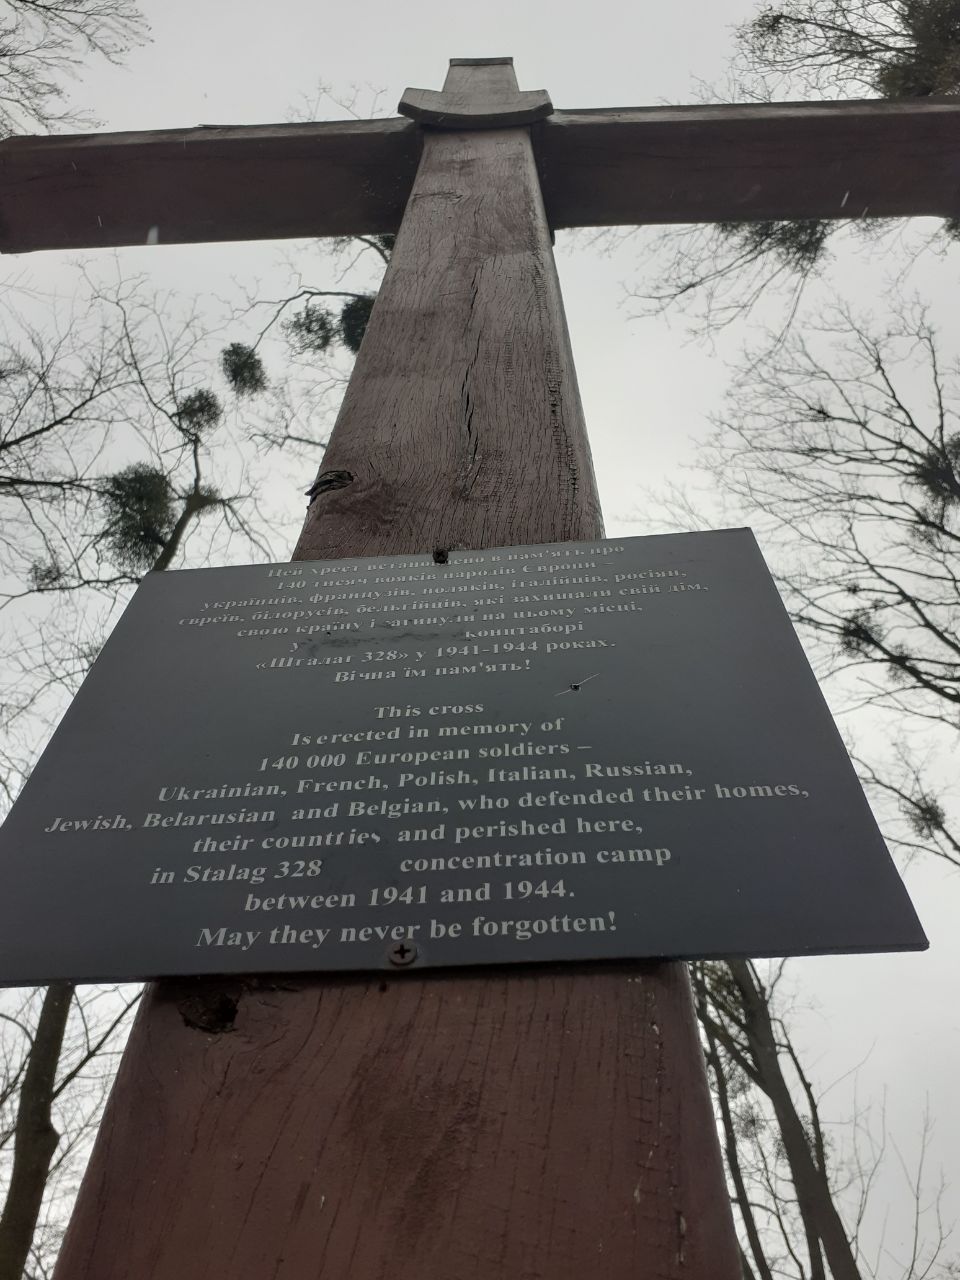 Цей хрест встановлено в пам'ять про
140 тисяч вояків народів Європи –
українців, французів, поляків, італійців, росіян,
євреїв, білорусів, бельгійців, які захищали свій дім,
свою країну і загинули на цьому місці,
у концтаборі
«Шталаг 328» у 1941-1944 роках.
Вічна їм пам'ять!
This cross
Is erected in memory of
140 000 European soldiers –
Ukrainian, French, Polish, Italian, Russian,
Jewish, Belarusian and Belgian, who defended their homes,
their countties and perished here,
in Stalag 328 concentration camp
between 1941 and 1944.
May they never be forgotten!